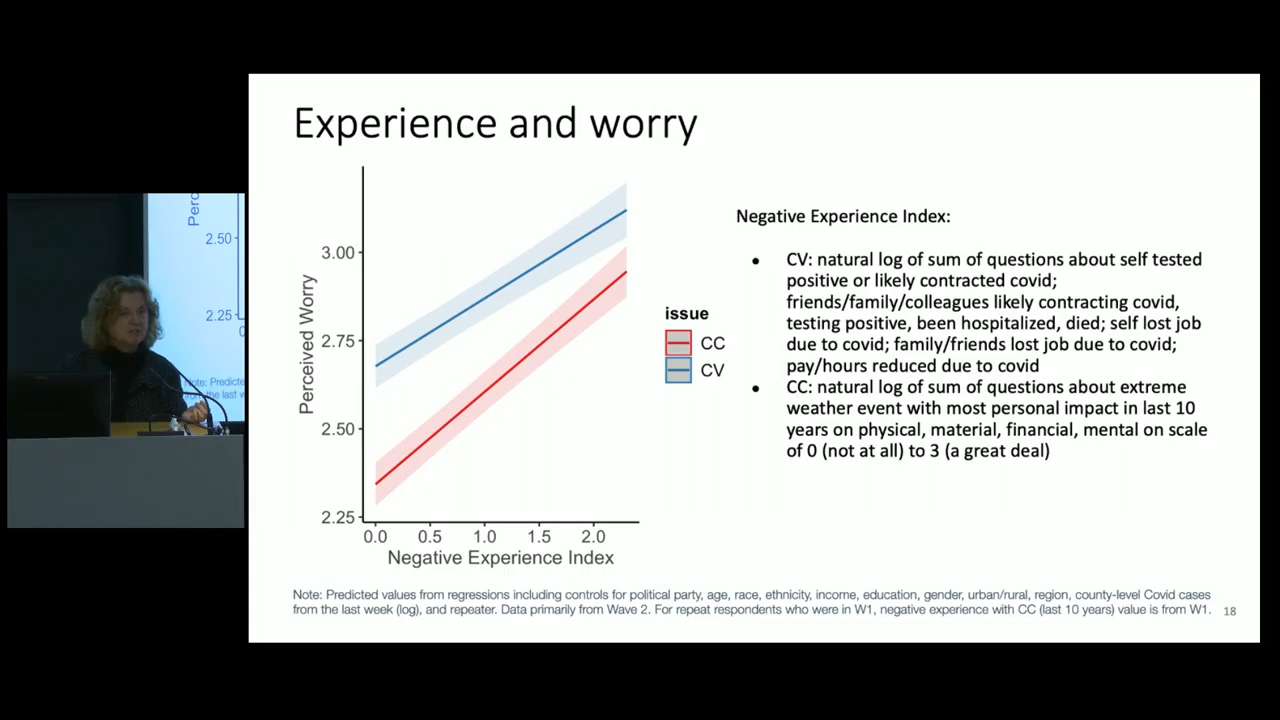 Experience and worry
Perceived Worry
3.00
2.75
2.50
2.25
0.0 0.5 1.0 1.5 2.0
Negative Experience Index
issue
CC
CV
Negative Experience Index:
• CV: natural log of sum of questions about self tested
positive or likely contracted covid;
friends/family/colleagues likely contracting covid,
testing positive, been hospitalized, died; self lost job
due to covid; family/friends lost job due to covid;
pay/hours reduced due to covid
• CC: natural log of sum of questions about extreme
weather event with most personal impact in last 10
years on physical, material, financial, mental on scale
of 0 (not at all) to 3 (a great deal)
Note: Predicted values from regressions including controls for political party, age, race, ethnicity, income, education, gender, urban/rural, region, county-level Covid cases
from the last week (log), and repeater. Data primarily from Wave 2. For repeat respondents who were in W1, negative experience with CC (last 10 years) value is from W1.
18
Perc
2.50
2.25
0
Note: Predicte
the last w